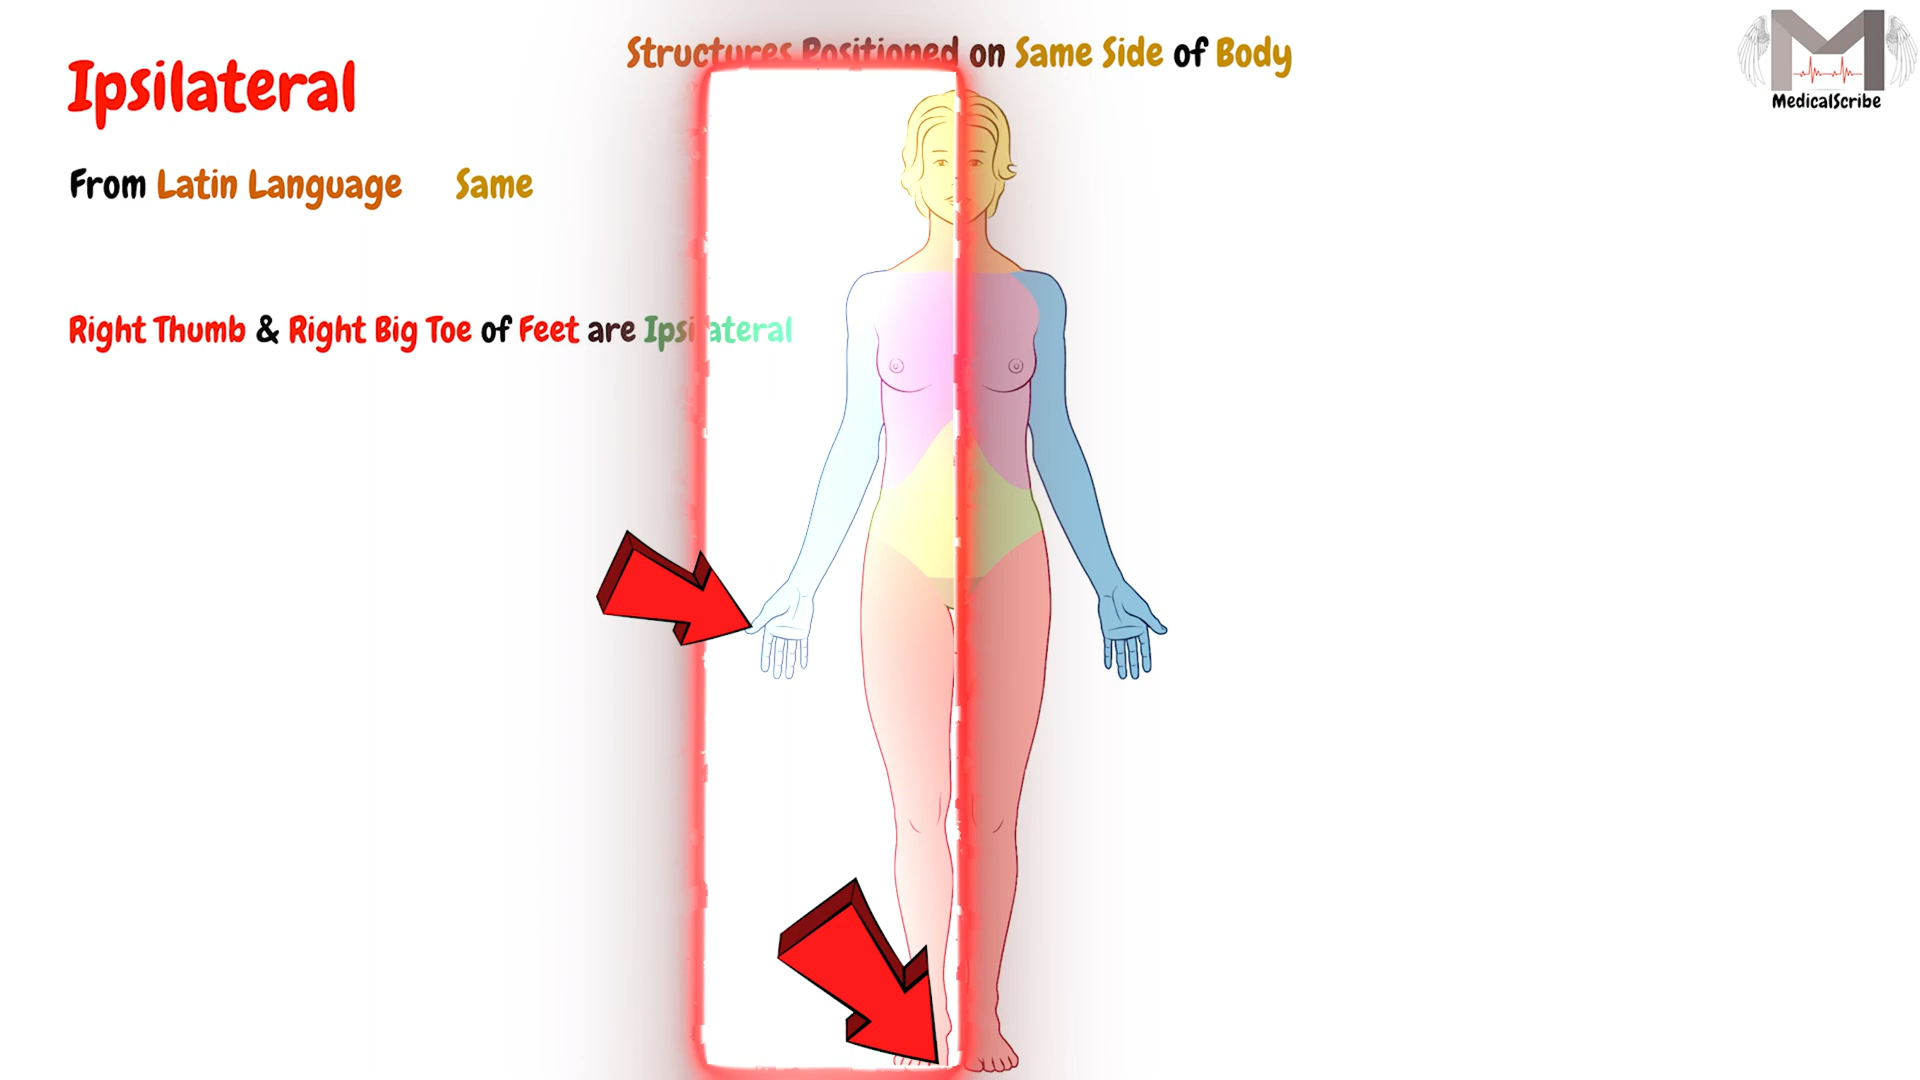 Structures Positioned on Same Side of Body
Ipsilateral
MedicalScribe
From Latin Language Same
Right Thumb & Right Big Toe of Feet are Ipsilateral